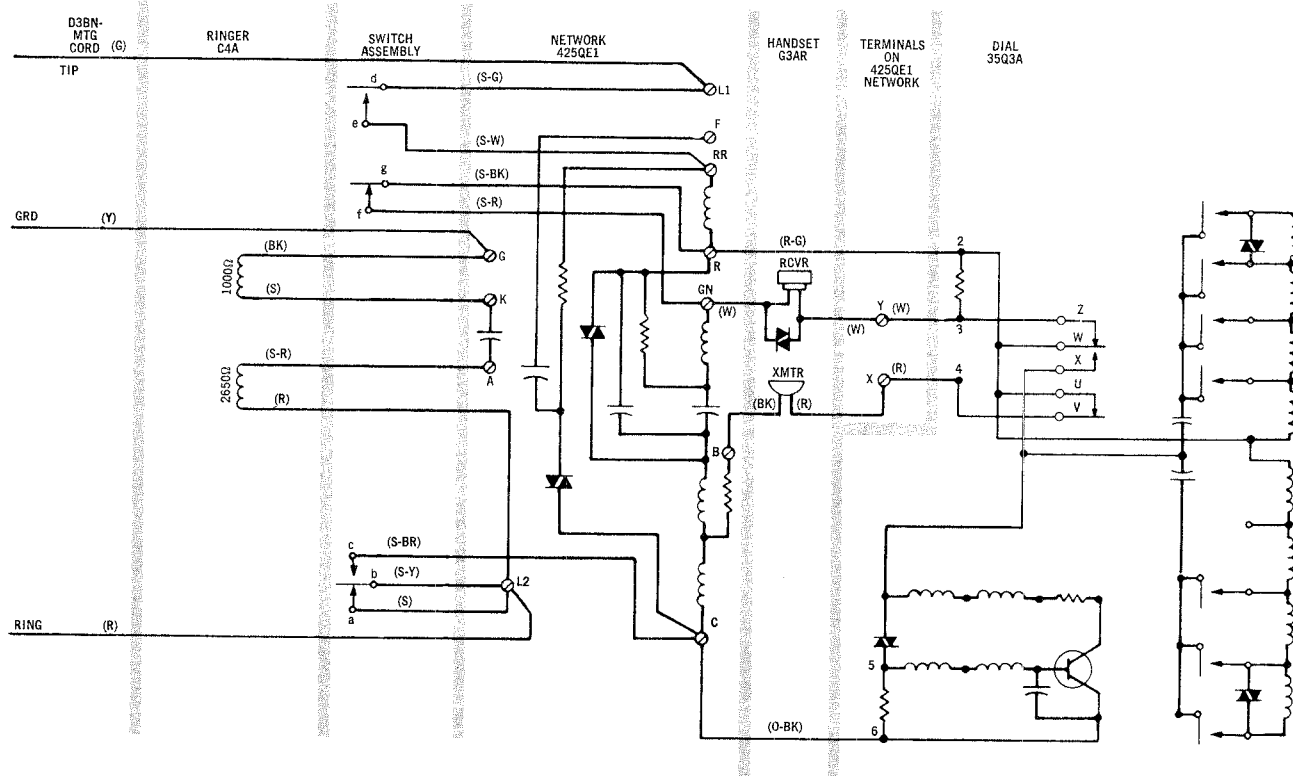 D3BN-
MTG
CORD (G)
TIP
RINGER
C4A
SWITCH
ASSEMBLY
NETWORK
425QE1
HANDSET
G3AR
TERMINALS
ON
425QE1
NETWORK
DIAL
35Q3A
d (S-G) L1
F
e (S-W) RR
g (S-BK)
f (S-R)
GRD (Y)
(BK) G
1000Ω
(S) K
(R-G) 2
R RCVR
GN (W)
(W) Y (W) 3
Z
W
X
U
V
(S-R) A
2650Ω
(R)
XMTR
(BK) (R) X (R) 4
B
c (S-BR)
b (S-Y) L2
a (S)
RING (R)
C
5
(O-BK) 6